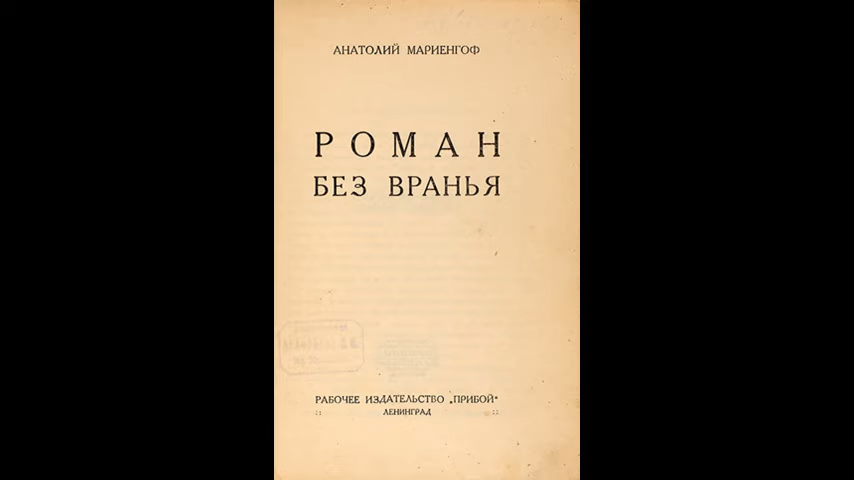 АНАТОЛИЙ МАРИЕНГОФ
РОМАН
БЕЗ ВРАНЬЯ
РАБОЧЕЕ ИЗДАТЕЛЬСТВО „ПРИБОЙ“
ЛЕНИНГРАД